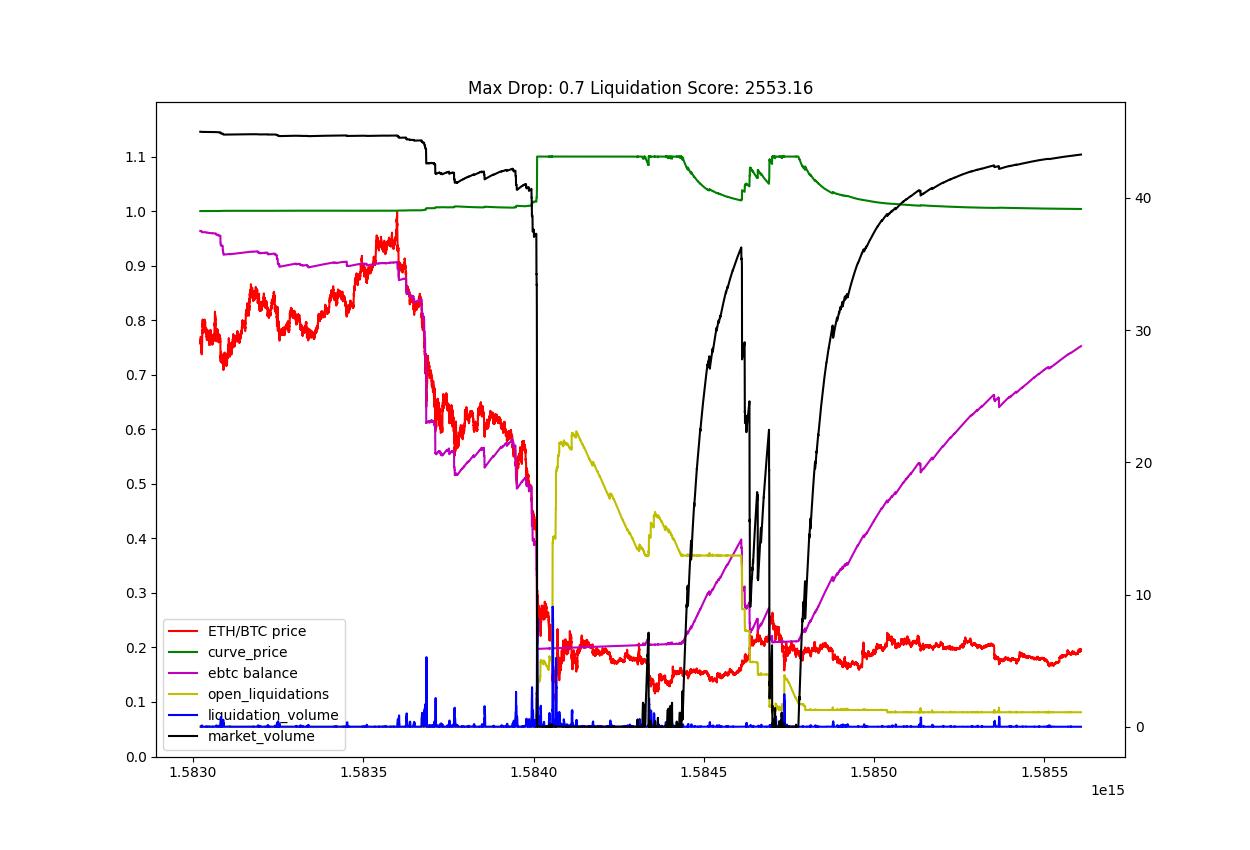 Max Drop: 0.7 Liquidation Score: 2553.16
1.1
1.0
0.9
0.8
0.7
0.6
0.5
0.4
0.3
0.2
0.1
0.0
40
30
20
10
0
ETH/BTC price
curve_price
ebtc balance
open_liquidations
liquidation_volume
market_volume
1.5830 1.5835 1.5840 1.5845 1.5850 1.5855
1e15